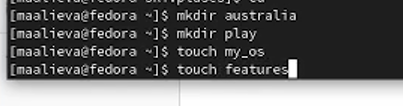 [maalieva@fedora ~]$ mkdir australia
[maalieva@fedora ~]$ mkdir play
[maalieva@fedora ~]$ touch my_os
[maalieva@fedora ~]$ touch features